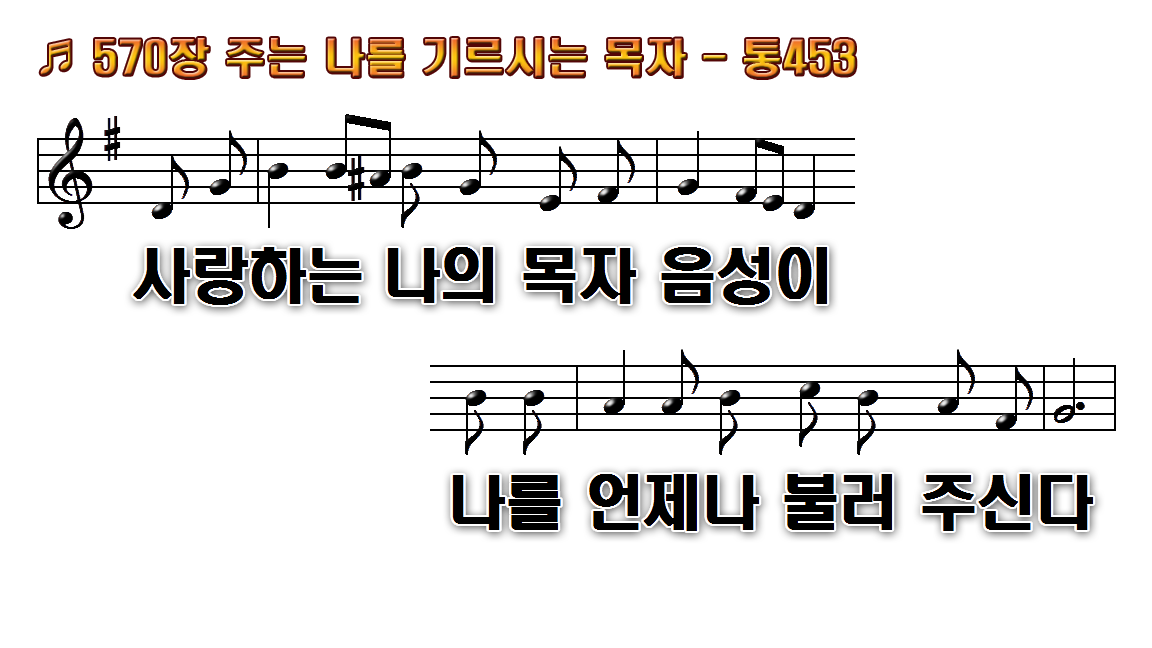 ♬ 570장 주는 나를 기르시는 목자 - 통453
사랑하는 나의 목자 음성이
나를 언제나 불러 주신다